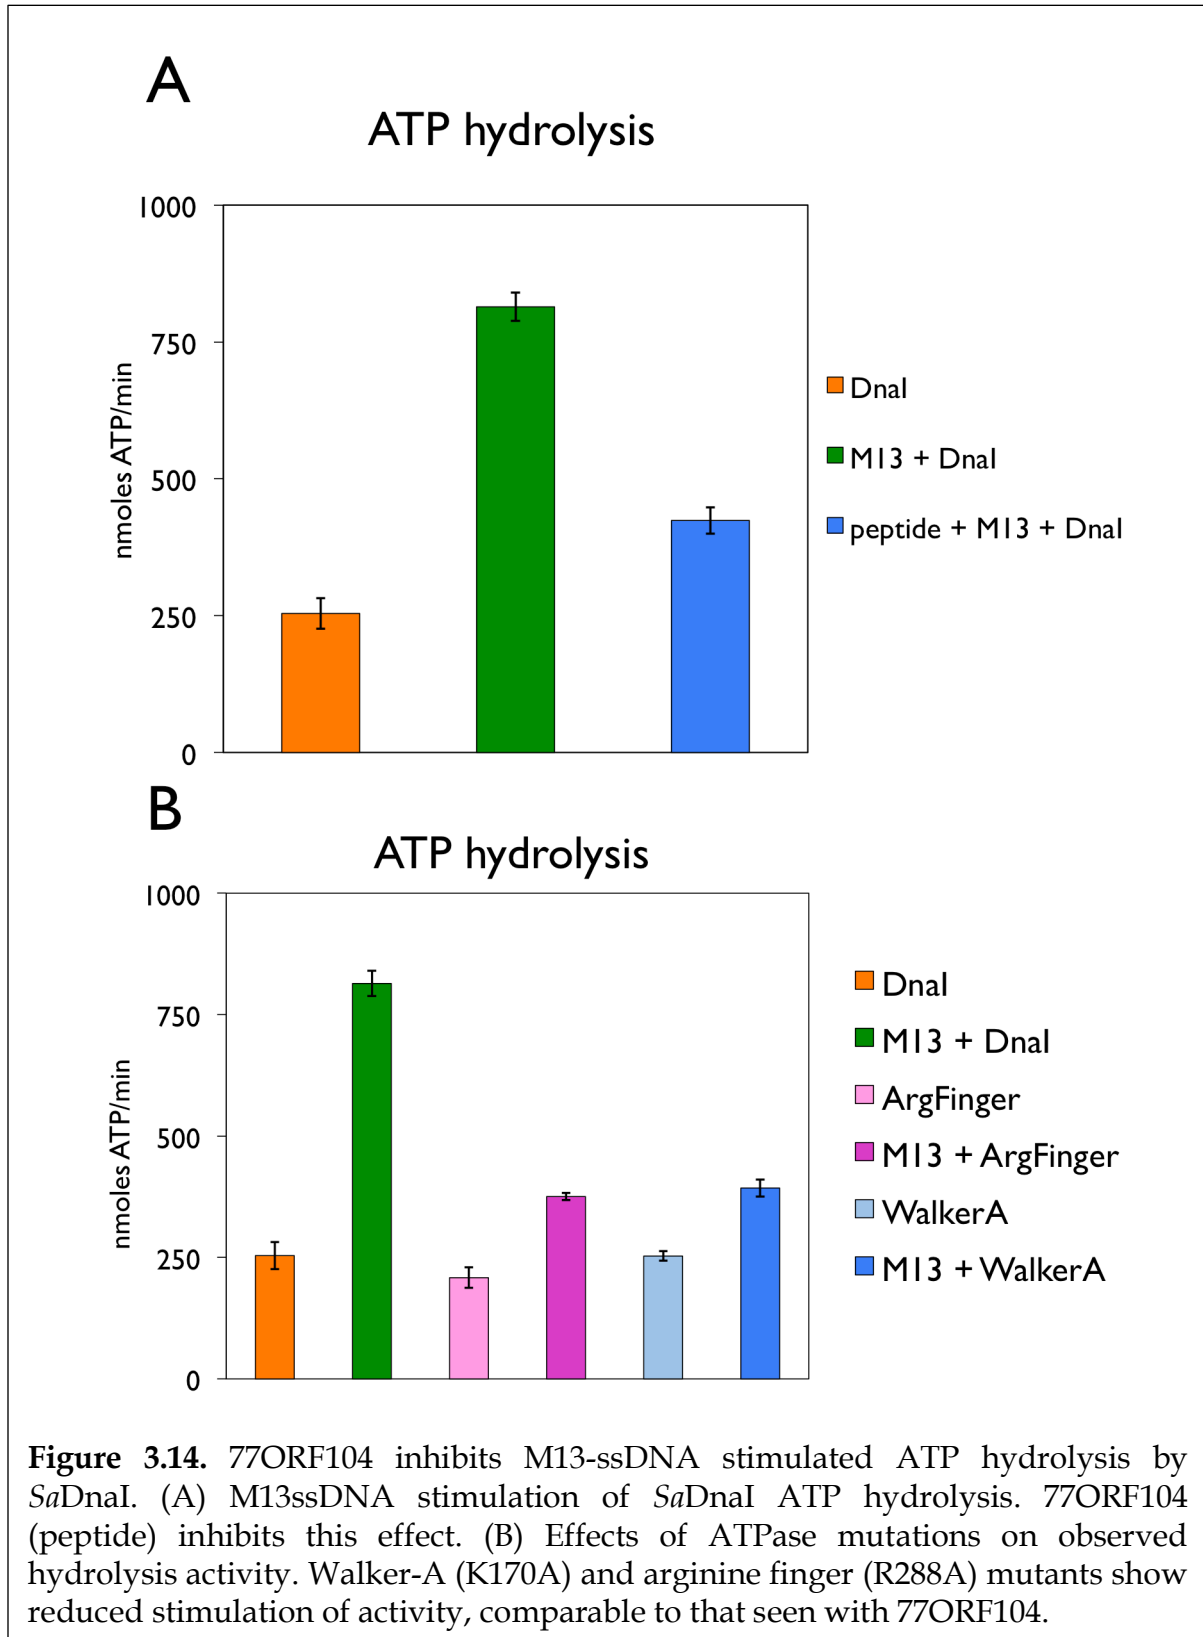 A
ATP hydrolysis
1000
750
500
250
0
nmoles ATP/min
DnaI
M13 + DnaI
peptide + M13 + DnaI
B
ATP hydrolysis
1000
750
500
250
0
nmoles ATP/min
DnaI
M13 + DnaI
ArgFinger
M13 + ArgFinger
WalkerA
M13 + WalkerA
Figure 3.14. 77ORF104 inhibits M13-ssDNA stimulated ATP hydrolysis by
SaDnaI. (A) M13ssDNA stimulation of SaDnaI ATP hydrolysis. 77ORF104
(peptide) inhibits this effect. (B) Effects of ATPase mutations on observed
hydrolysis activity. Walker-A (K170A) and arginine finger (R288A) mutants show
reduced stimulation of activity, comparable to that seen with 77ORF104.